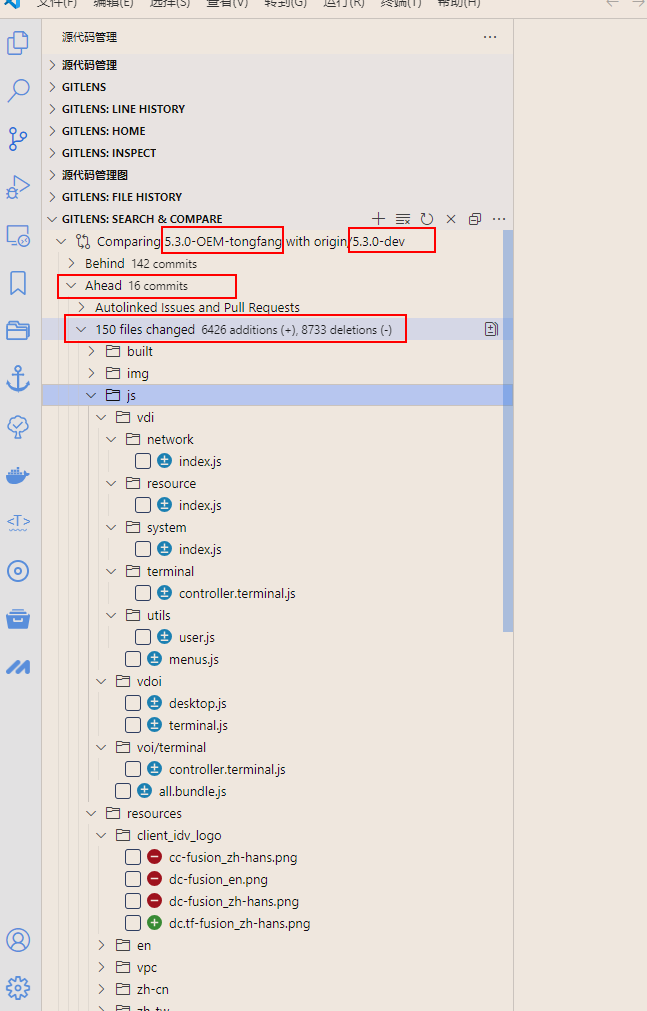 文件(F) 编辑(E) 选择(S) 查看(V) 转到(G) 运行(R) 终端(T) 帮助(H)
源代码管理
源代码管理
GITLENS
GITLENS: LINE HISTORY
GITLENS: HOME
GITLENS: INSPECT
源代码管理图
GITLENS: FILE HISTORY
GITLENS: SEARCH & COMPARE
Comparing 5.3.0-OEM-tongfang with origin/5.3.0-dev
Behind 142 commits
Ahead 16 commits
Autolinked Issues and Pull Requests
150 files changed 6426 additions (+), 8733 deletions (-)
built
img
js
vdi
network
index.js
resource
index.js
system
index.js
terminal
controller.terminal.js
utils
user.js
menus.js
vdoi
desktop.js
terminal.js
voi/terminal
controller.terminal.js
all.bundle.js
resources
client_idv_logo
cc-fusion_zh-hans.png
dc-fusion_en.png
dc-fusion_zh-hans.png
dc.tf-fusion_zh-hans.png
en
vpc
zh-cn
zh-tw